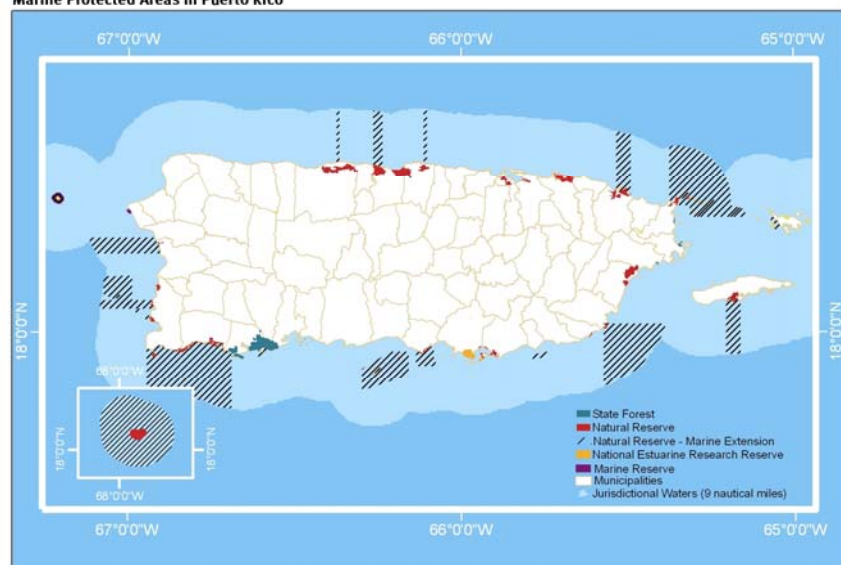 Marine Protected Areas in Puerto Rico
67°0'0"W 66°0'0"W 65°0'0"W
18°0'0"N 18°0'0"N
68°0'0"W
18°0'0"N 18°0'0"N
68°0'0"W
State Forest
Natural Reserve
Natural Reserve - Marine Extension
National Estuarine Research Reserve
Marine Reserve
Municipalities
Jurisdictional Waters (9 nautical miles)
67°0'0"W 66°0'0"W 65°0'0"W